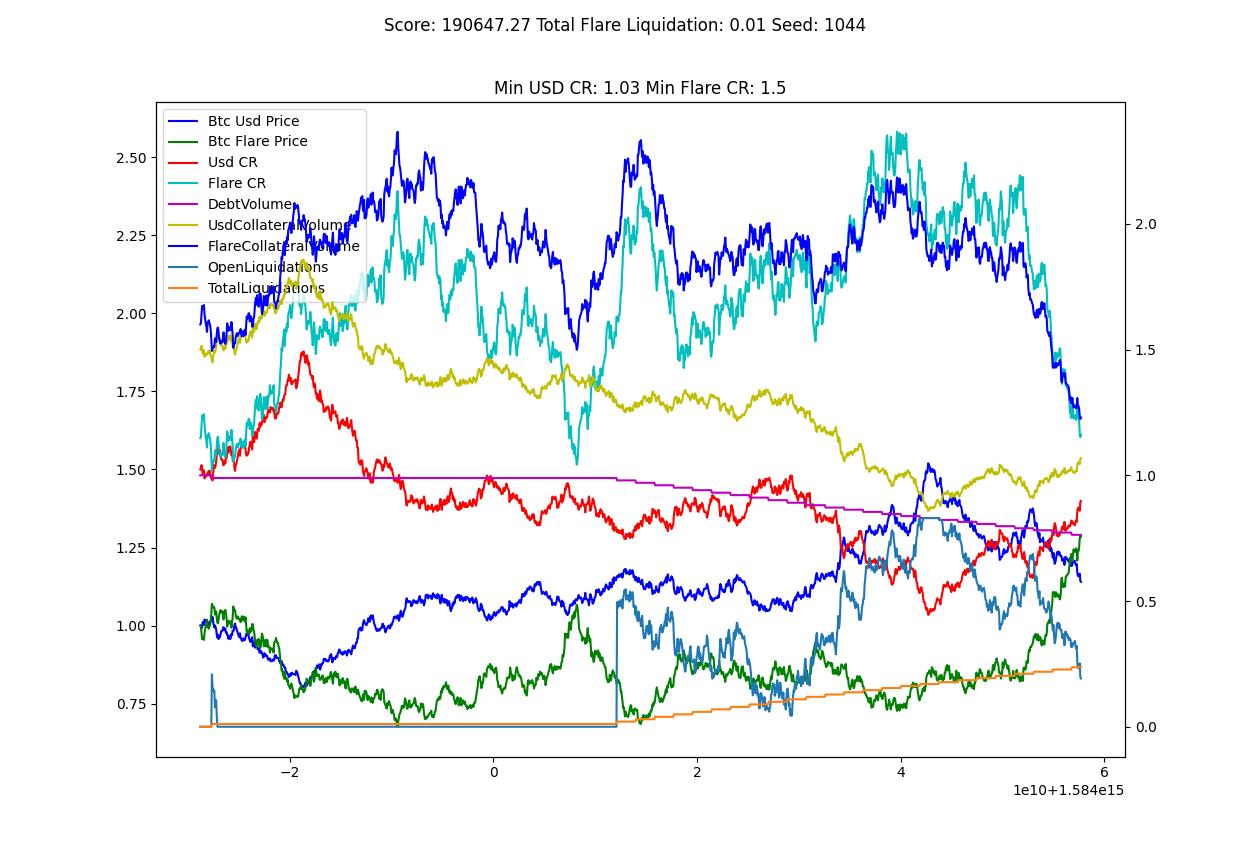 Score: 190647.27 Total Flare Liquidation: 0.01 Seed: 1044
Min USD CR: 1.03 Min Flare CR: 1.5
Btc Usd Price
Btc Flare Price
Usd CR
Flare CR
DebtVolume
UsdCollateralVolume
FlareCollateralVolume
OpenLiquidations
TotalLiquidations
2.50
2.25
2.00
1.75
1.50
1.25
1.00
0.75
2.0
1.5
1.0
0.5
0.0
−2
0
2
4
6
1e10+1.584e15